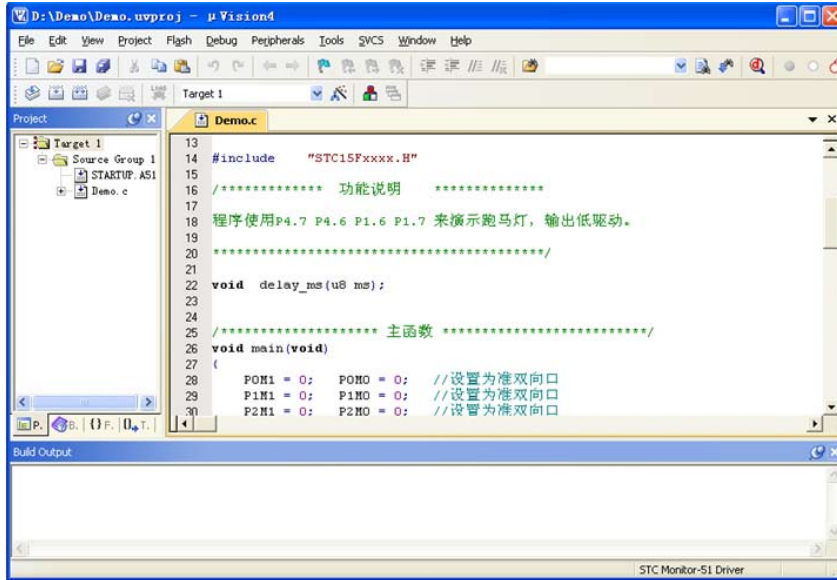 D:\Demo\Demo.uvproj - µVision4
File Edit View Project Flash Debug Peripherals Tools SVCS Window Help
Target 1
Project
Demo.c
Target 1
Source Group 1
STARTUP.A51
Demo.c
13
14 #include "STC15Fxxxx.H"
15
16 /************* 功能说明 **************
17
18 程序使用P4.7 P4.6 P1.6 P1.7 来演示跑马灯，输出低驱动。
19
20 ******************************************/
21
22 void delay_ms(u8 ms);
23
24
25 /******************** 主函数 **************************/
26 void main(void)
27 {
28 P0M1 = 0; P0M0 = 0; //设置为准双向口
29 P1M1 = 0; P1M0 = 0; //设置为准双向口
30 P2M1 = 0; P2M0 = 0; //设置为准双向口
P. B. {} F. T.
Build Output
STC Monitor-51 Driver